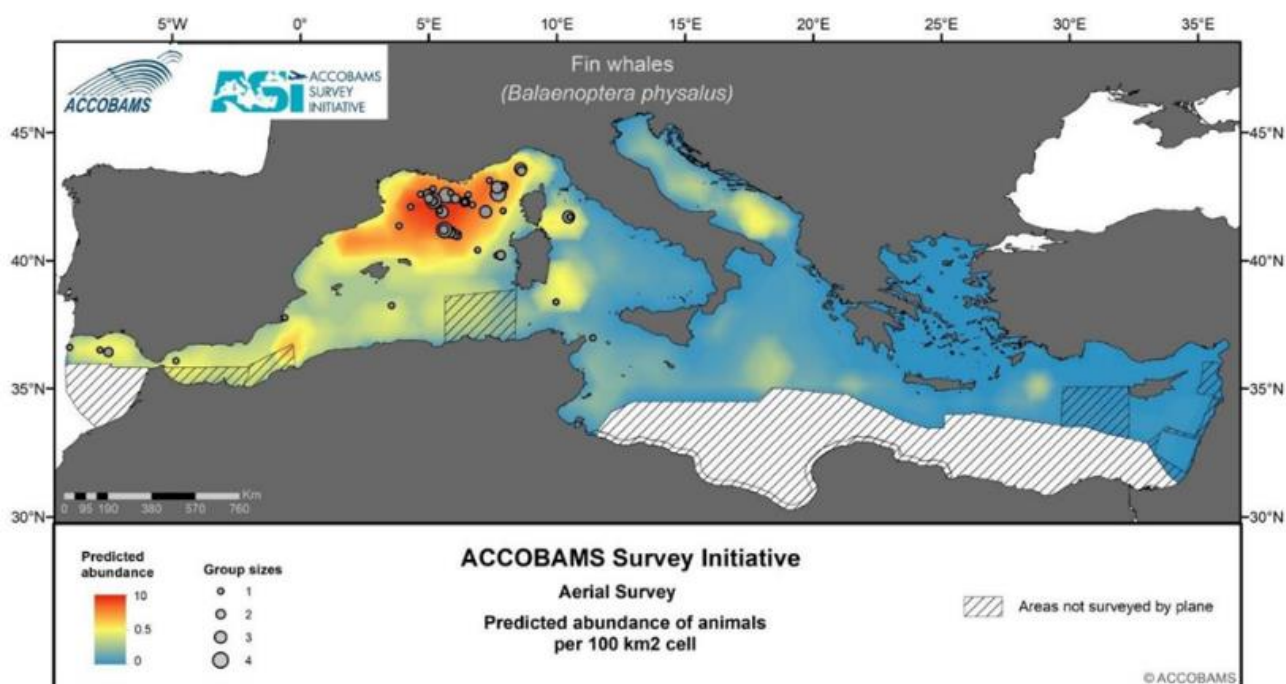 5°W 0° 5°E 10°E 15°E 20°E 25°E 30°E 35°E
ACCOBAMS
ASI ACCOBAMS
SURVEY
INITIATIVE
Fin whales
(Balaenoptera physalus)
45°N 45°N
40°N 40°N
35°N 35°N
30°N 30°N
Km
0 95 190 380 570 760
Predicted
abundance
10
0.5
0
Group sizes
1
2
3
4
ACCOBAMS Survey Initiative
Aerial Survey
Predicted abundance of animals
per 100 km2 cell
Areas not surveyed by plane
© ACCOBAMS